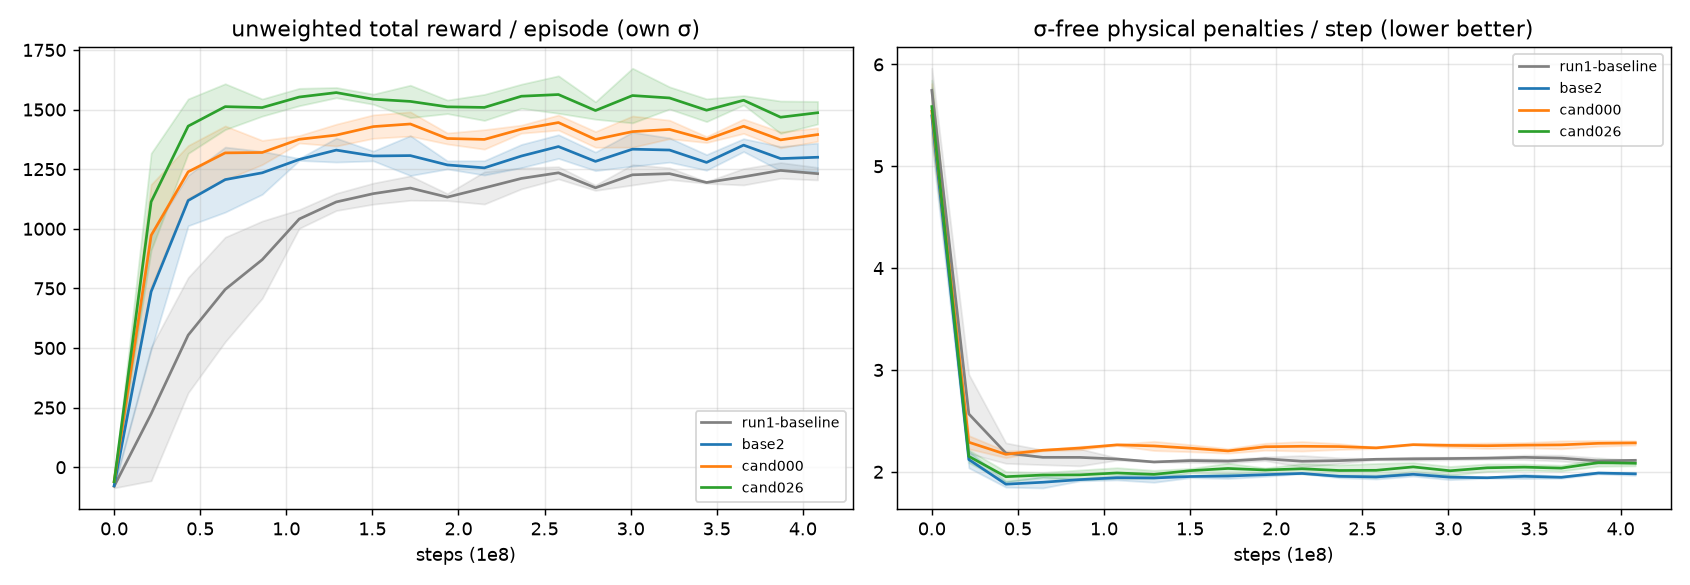 unweighted total reward / episode (own σ)
1750
1500
1250
1000
750
500
250
0
0.0 0.5 1.0 1.5 2.0 2.5 3.0 3.5 4.0
steps (1e8)
run1-baseline
base2
cand000
cand026
σ-free physical penalties / step (lower better)
6
5
4
3
2
0.0 0.5 1.0 1.5 2.0 2.5 3.0 3.5 4.0
steps (1e8)
run1-baseline
base2
cand000
cand026